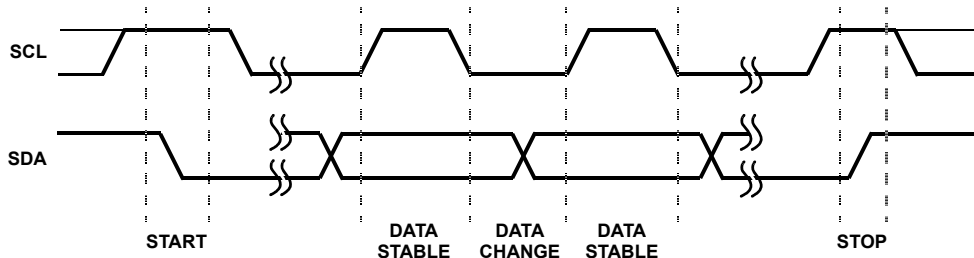 SCL
SDA
START
DATA
STABLE
DATA
CHANGE
DATA
STABLE
STOP